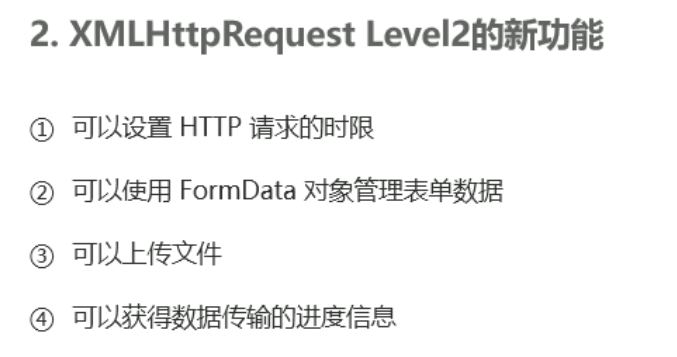 2. XMLHttpRequest Level2的新功能
① 可以设置 HTTP 请求的时限
② 可以使用 FormData 对象管理表单数据
③ 可以上传文件
④ 可以获得数据传输的进度信息